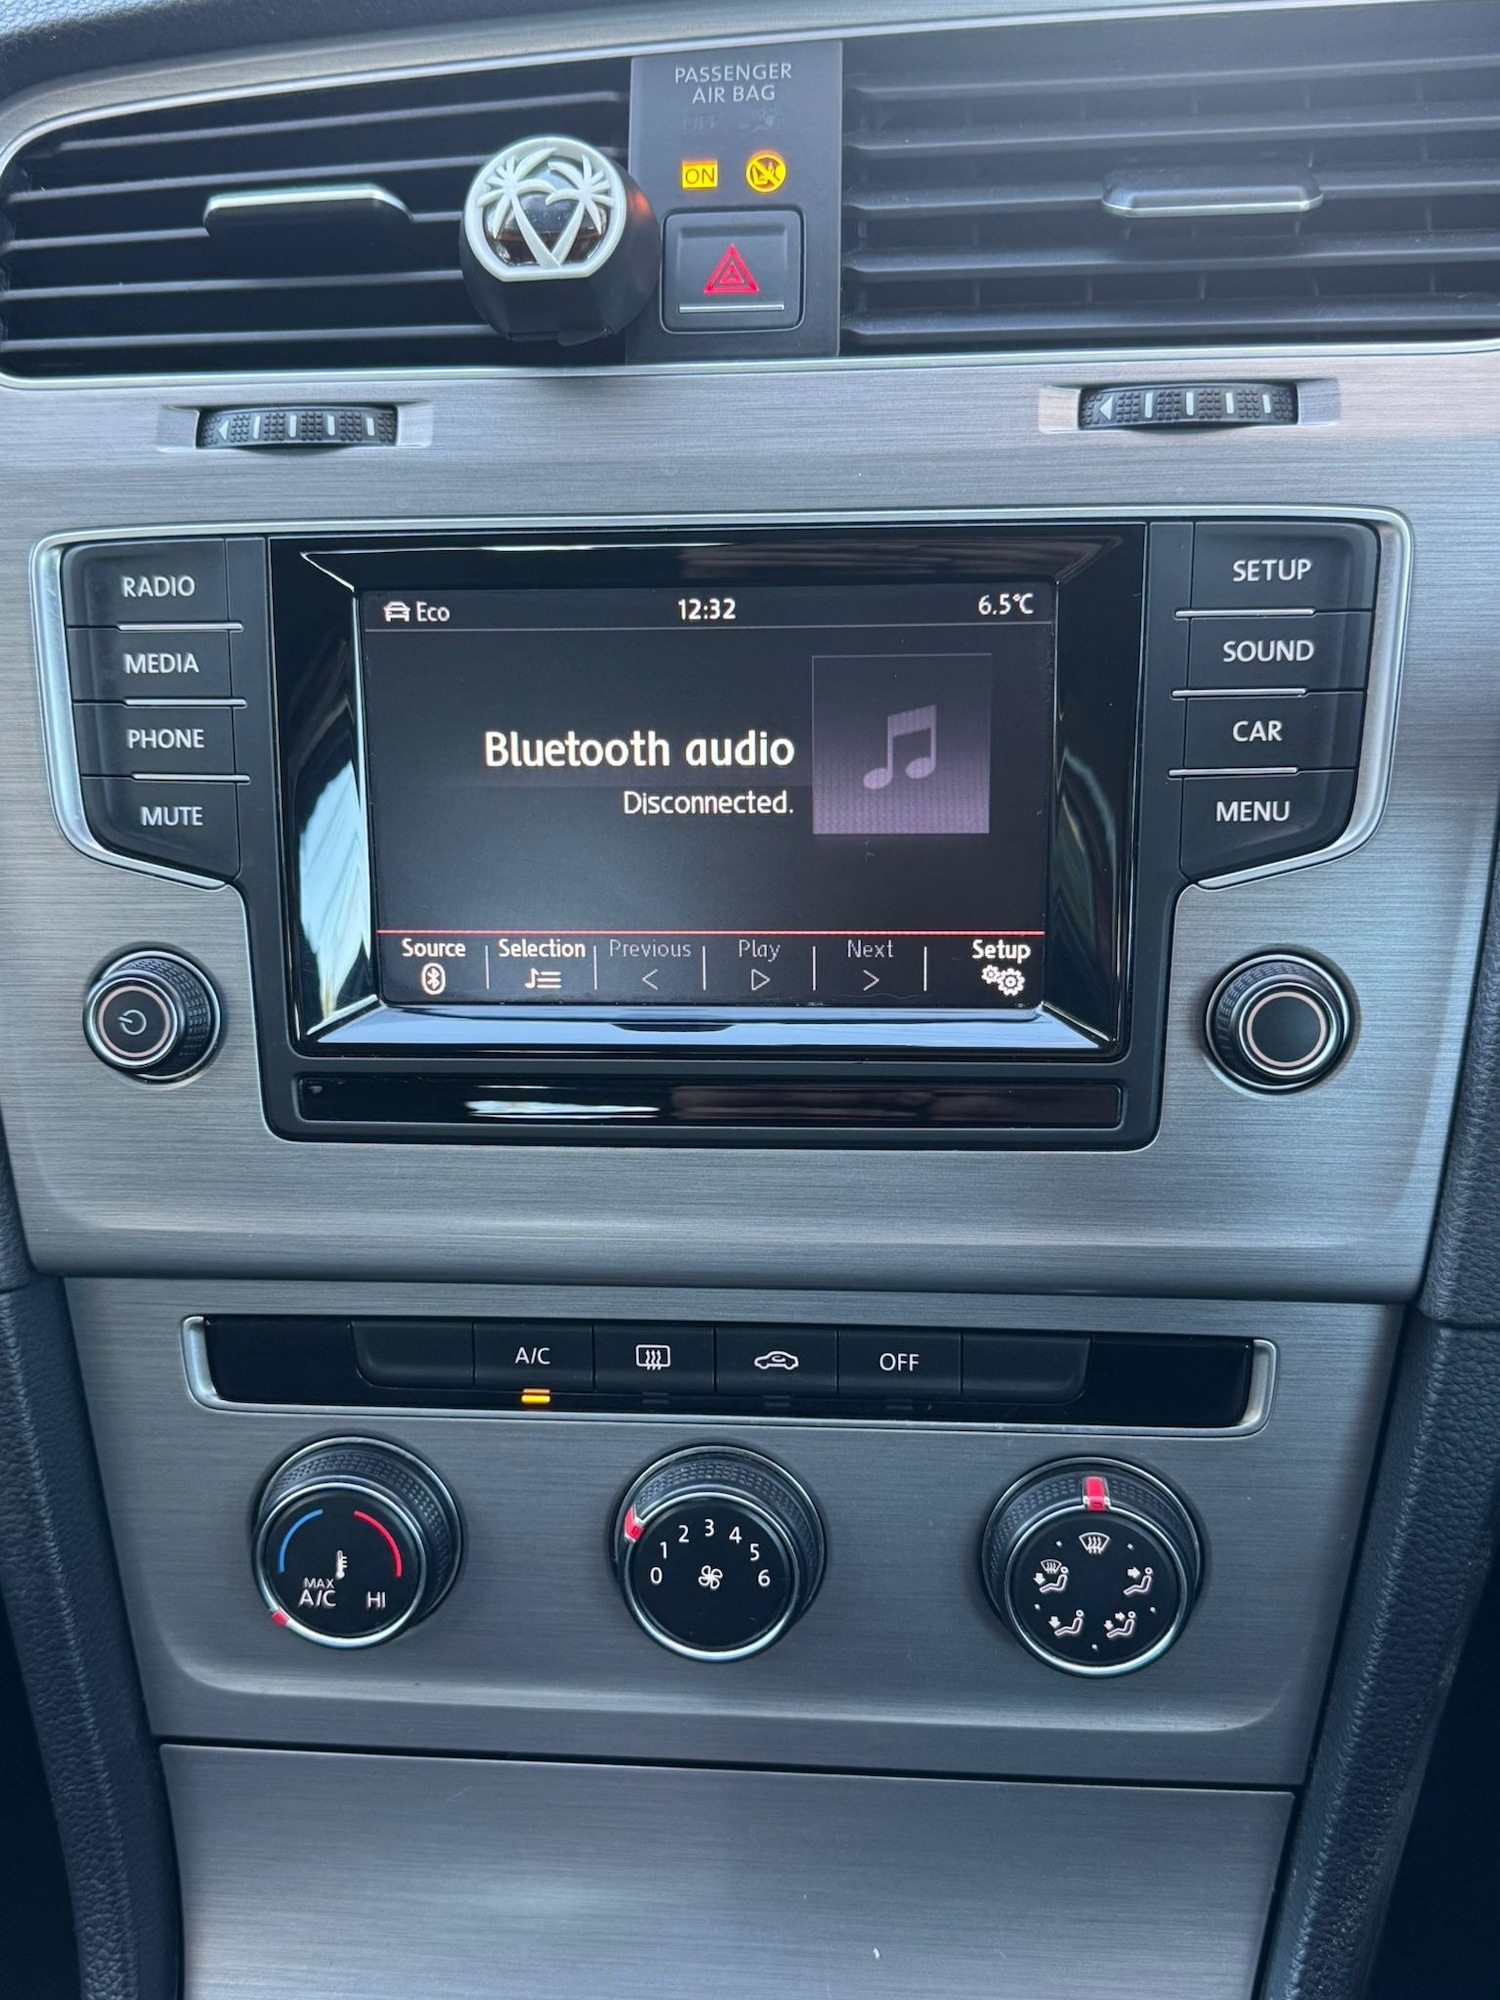 PASSENGER
AIR BAG
OFF
ON
RADIO
MEDIA
PHONE
MUTE
Eco
12:32
6.5°C
Bluetooth audio
Disconnected.
Source
Selection
Previous
Play
Next
Setup
SETUP
SOUND
CAR
MENU
A/C
OFF
MAX
A/C
HI
0 1 2 3 4 5 6